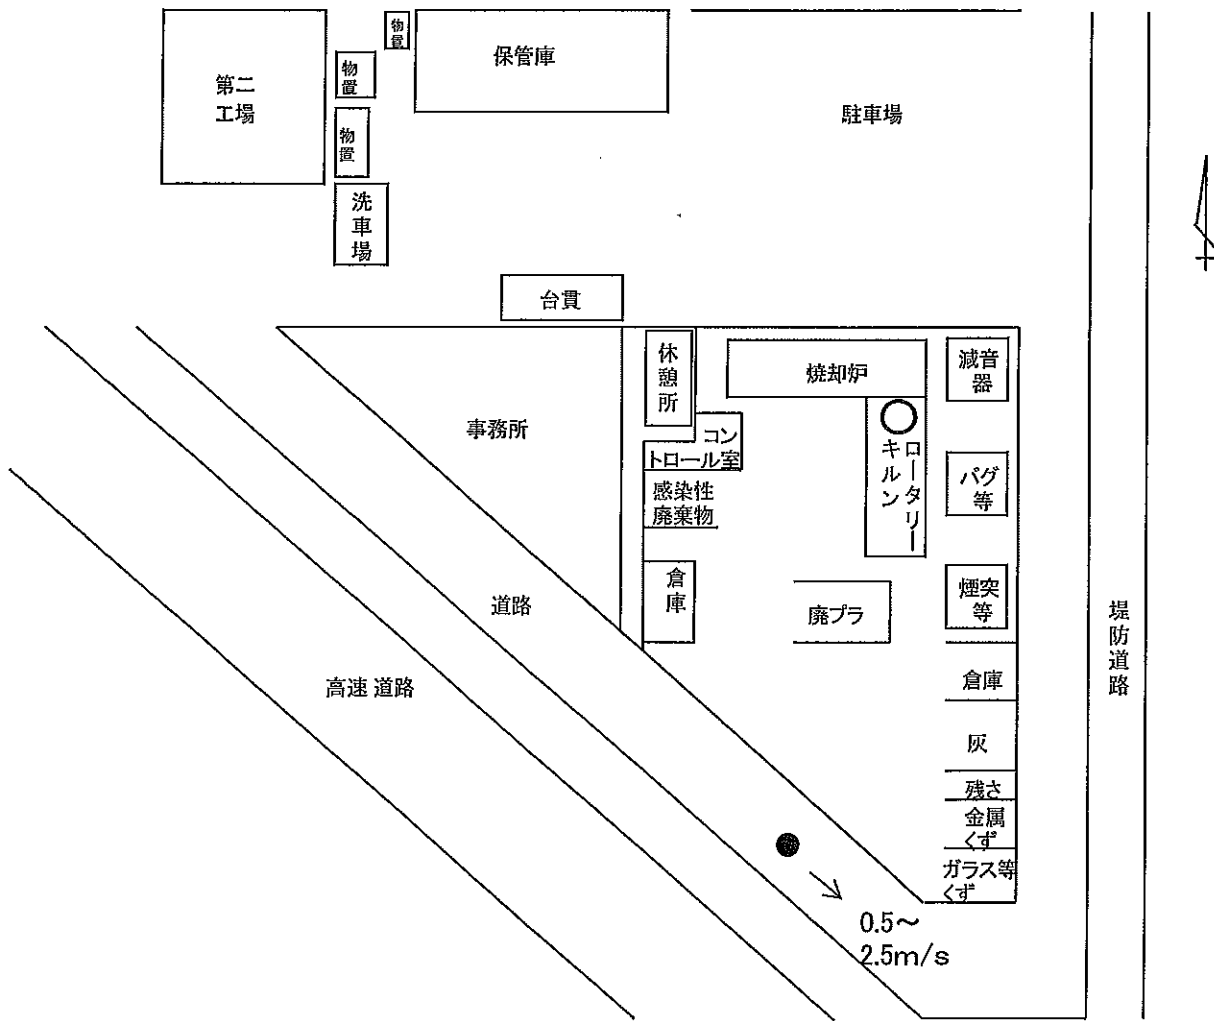 物
置
保管庫
第二
工場
物
置
駐車場
物
置
洗
車
場
台貫
休
憩
所
焼却炉
減音
器
事務所
コン
トロール室
ロータリー
キルン
パグ
等
感染性
廃棄物
倉
庫
煙突
等
廃プラ
道路
堤
防
道
路
倉庫
高速 道路
灰
残さ
金属
くず
ガラス等
くず
0.5～
2.5m/s